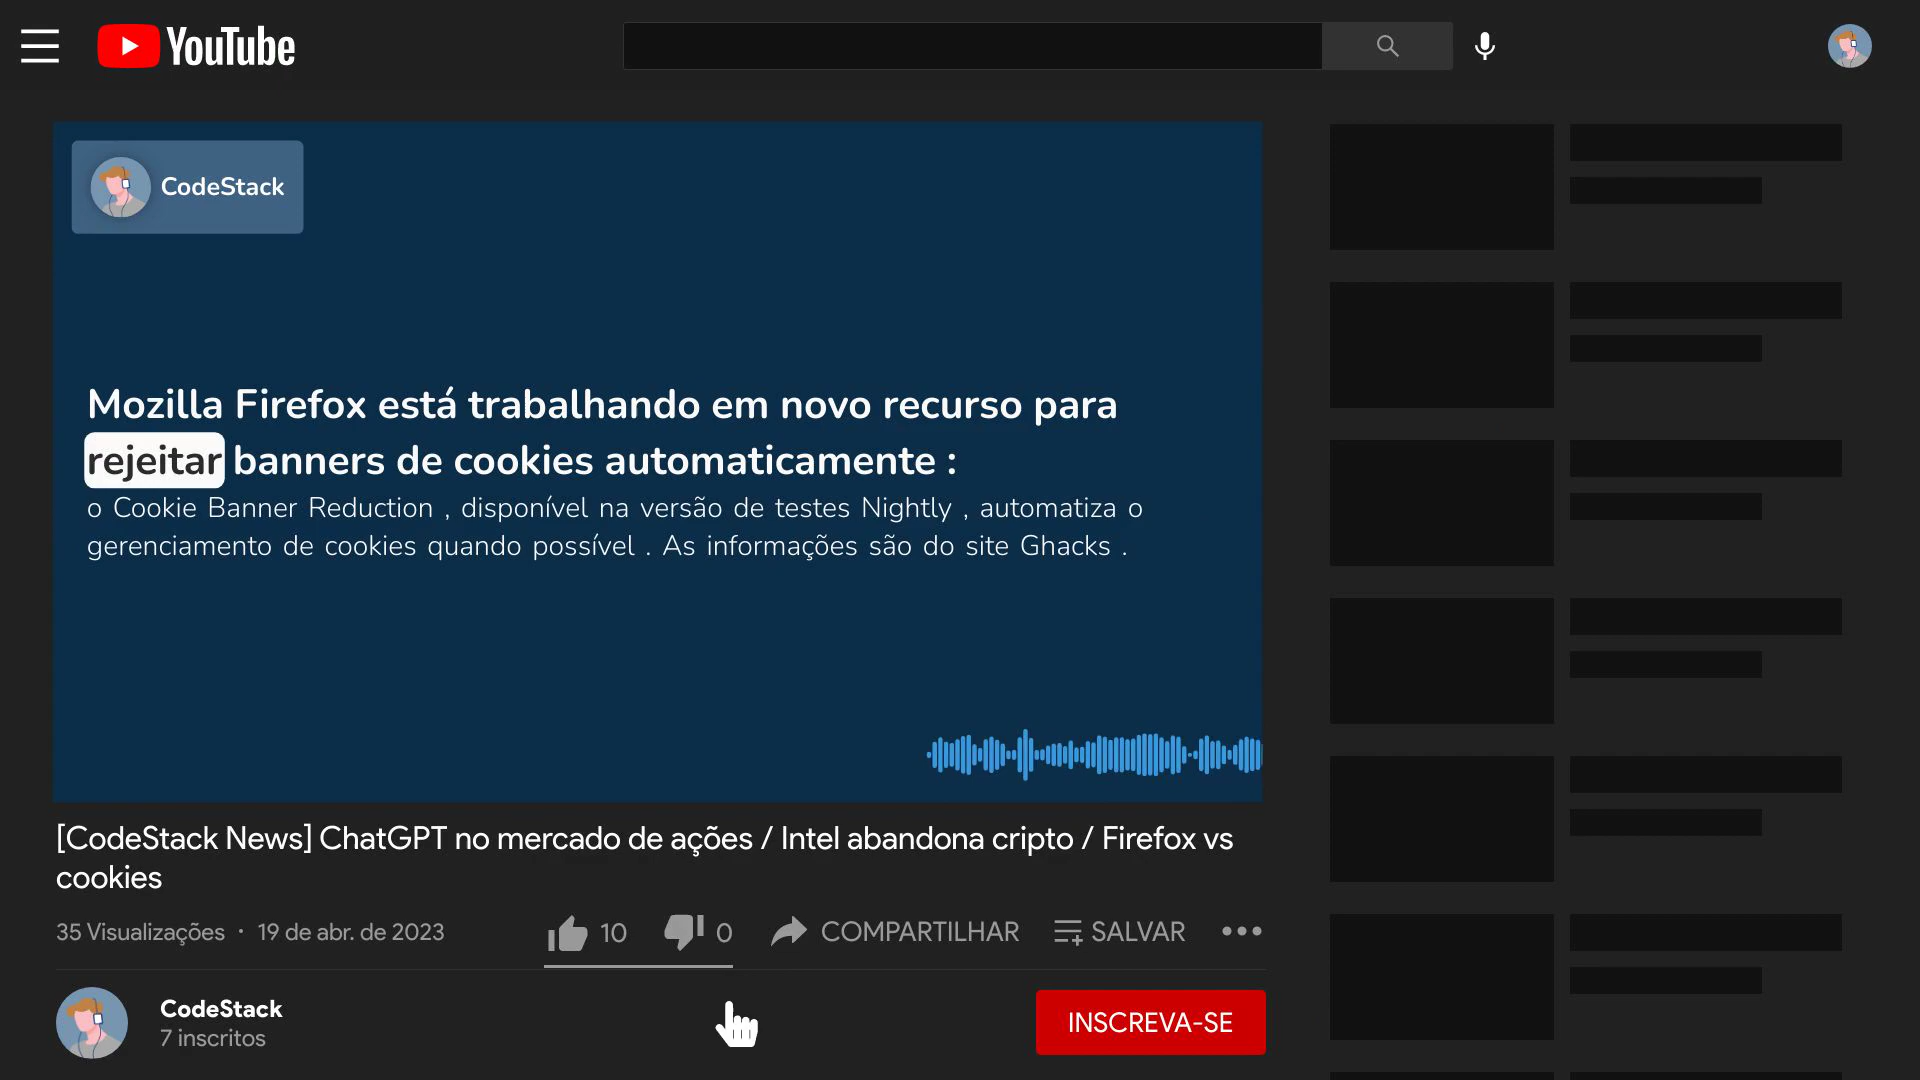 YouTube
CodeStack
Mozilla Firefox está trabalhando em novo recurso para
rejeitar banners de cookies automaticamente :
o Cookie Banner Reduction , disponível na versão de testes Nightly , automatiza o
gerenciamento de cookies quando possível . As informações são do site Ghacks .
[CodeStack News] ChatGPT no mercado de ações / Intel abandona cripto / Firefox vs
cookies
35 Visualizações · 19 de abr. de 2023
10
0
COMPARTILHAR
SALVAR
CodeStack
7 inscritos
INSCREVA-SE